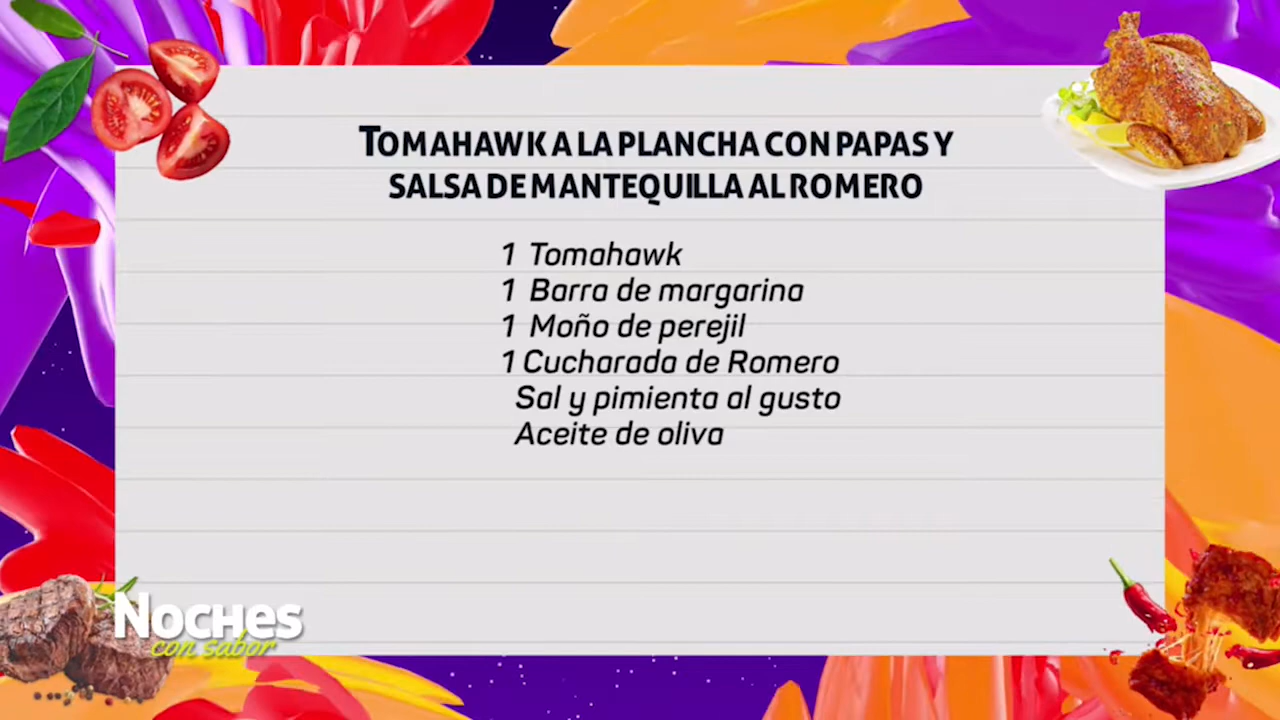 TOMAHAWK A LA PLANCHA CON PAPAS Y
SALSA DE MANTEQUILLA AL ROMERO
1 Tomahawk
1 Barra de margarina
1 Moño de perejil
1 Cucharada de Romero
Sal y pimienta al gusto
Aceite de oliva
NOCHES
con sabor